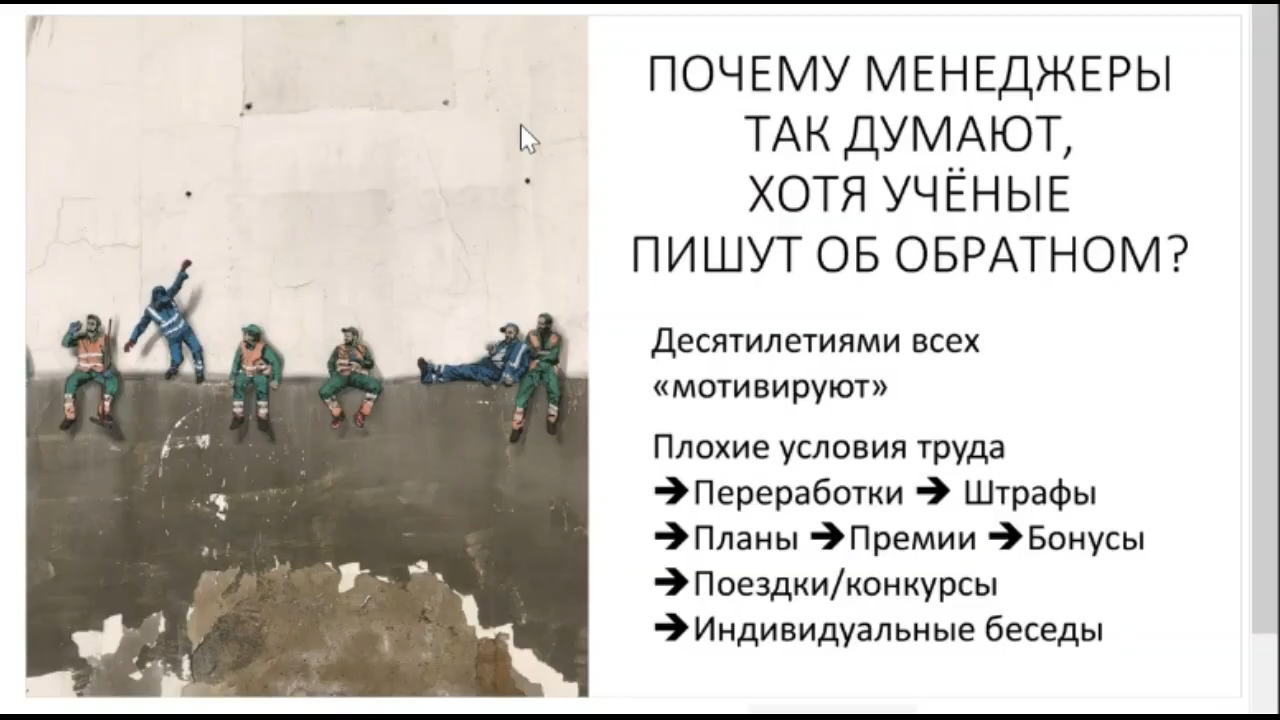 ПОЧЕМУ МЕНЕДЖЕРЫ
ТАК ДУМАЮТ,
ХОТЯ УЧЁНЫЕ
ПИШУТ ОБ ОБРАТНОМ?
Десятилетиями всех
«мотивируют»
Плохие условия труда
➔Переработки ➔ Штрафы
➔Планы ➔Премии ➔Бонусы
➔Поездки/конкурсы
➔Индивидуальные беседы